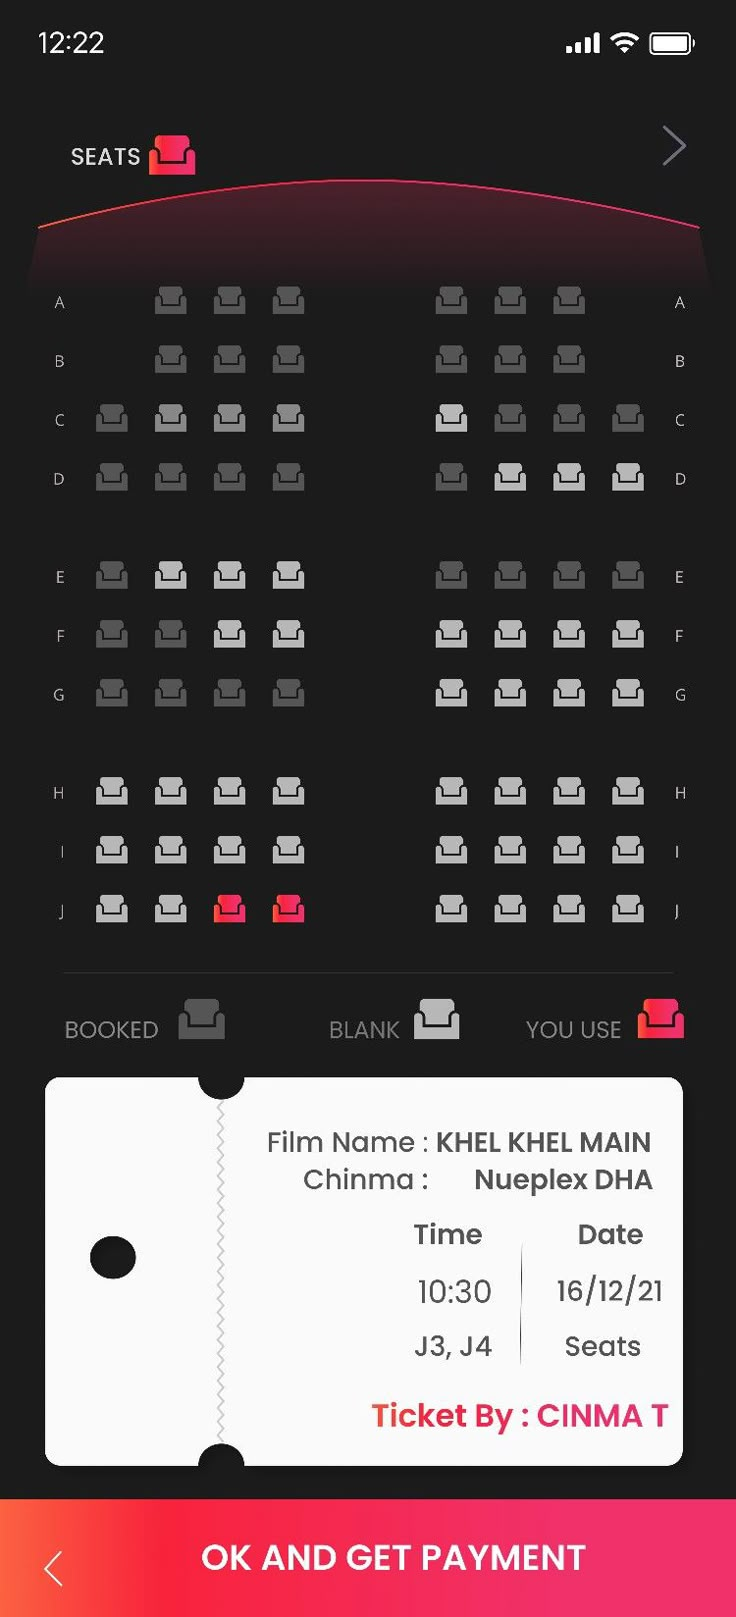 12:22
SEATS
A A
B B
C C
D D
E E
F F
G G
H H
I I
J J
BOOKED BLANK YOU USE
Film Name : KHEL KHEL MAIN
Chinma : Nueplex DHA
Time Date
10:30 16/12/21
J3, J4 Seats
Ticket By : CINMA T
OK AND GET PAYMENT